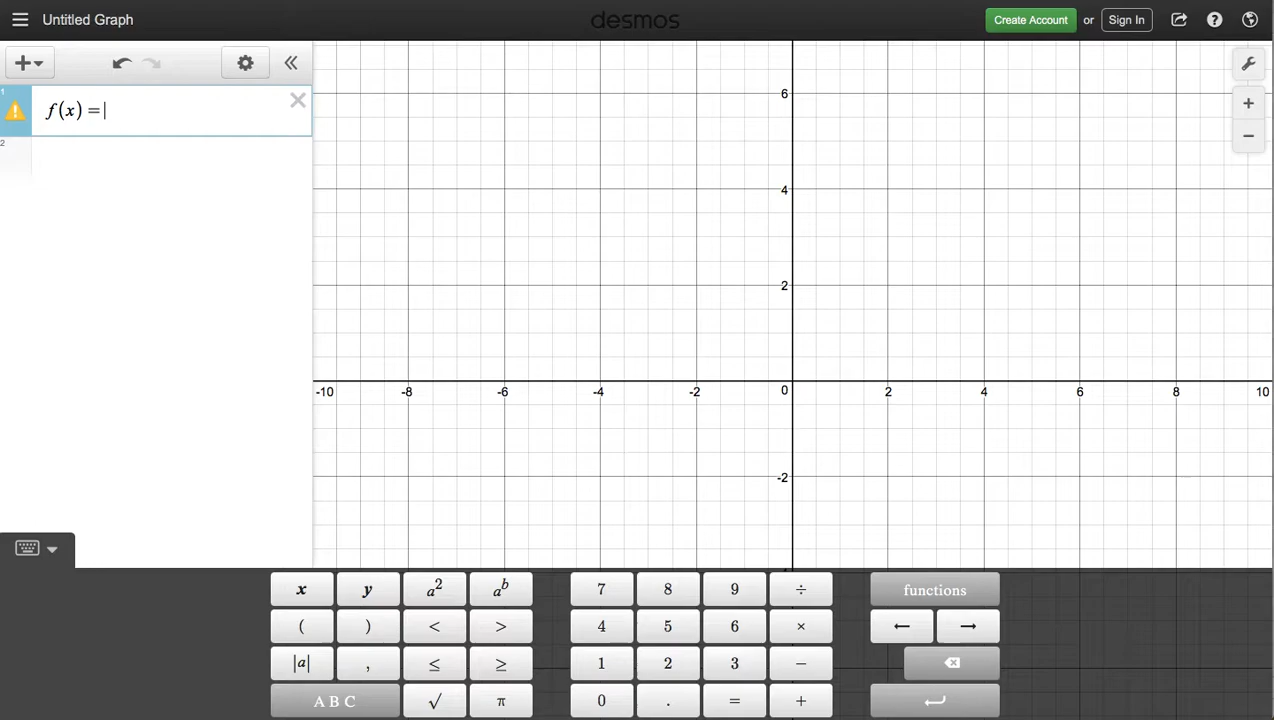 Untitled Graph
desmos
Create Account or Sign In
1
f(x) =
2
6
4
2
-10 -8 -6 -4 -2 0 2 4 6 8 10
-2
x y a² aᵇ 7 8 9 ÷ functions
( ) < > 4 5 6 × ← →
|a| , ≤ ≥ 1 2 3 −
A B C √ π 0 . = +